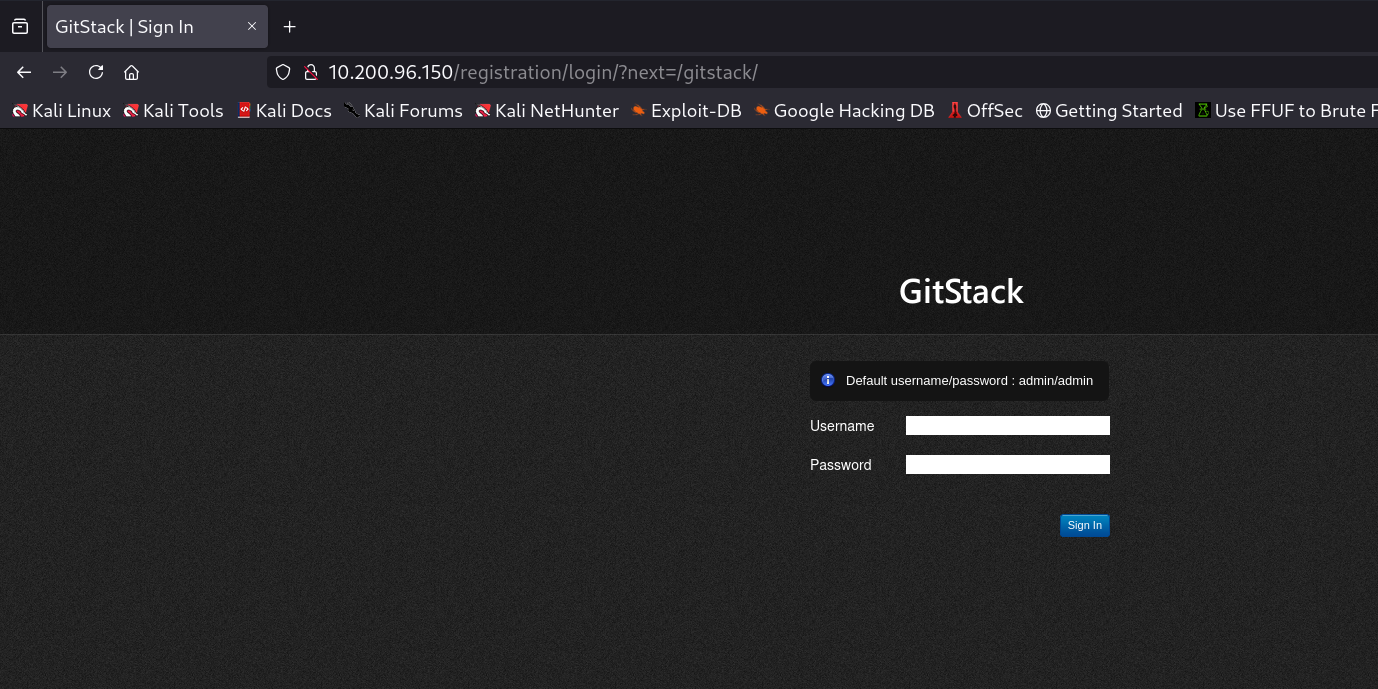 GitStack | Sign In
10.200.96.150/registration/login/?next=/gitstack/
Kali Linux Kali Tools Kali Docs Kali Forums Kali NetHunter Exploit-DB Google Hacking DB OffSec Getting Started Use FFUF to Brute F
GitStack
Default username/password : admin/admin
Username
Password
Sign In